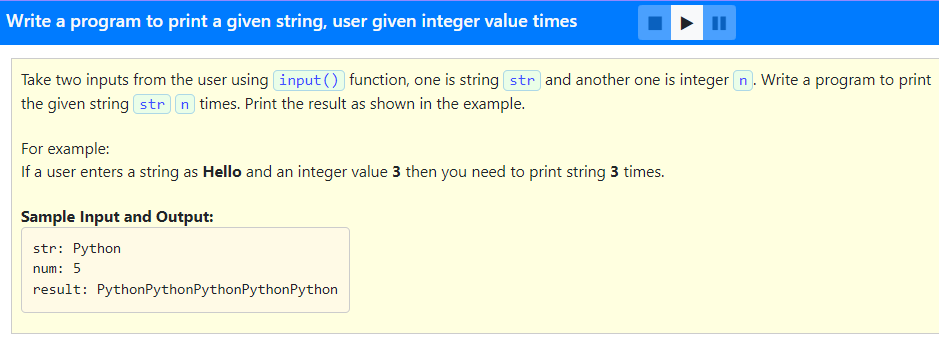 Write a program to print a given string, user given integer value times
Take two inputs from the user using input() function, one is string str and another one is integer n. Write a program to print
the given string str n times. Print the result as shown in the example.
For example:
If a user enters a string as Hello and an integer value 3 then you need to print string 3 times.
Sample Input and Output:
str: Python
num: 5
result: PythonPythonPythonPythonPython